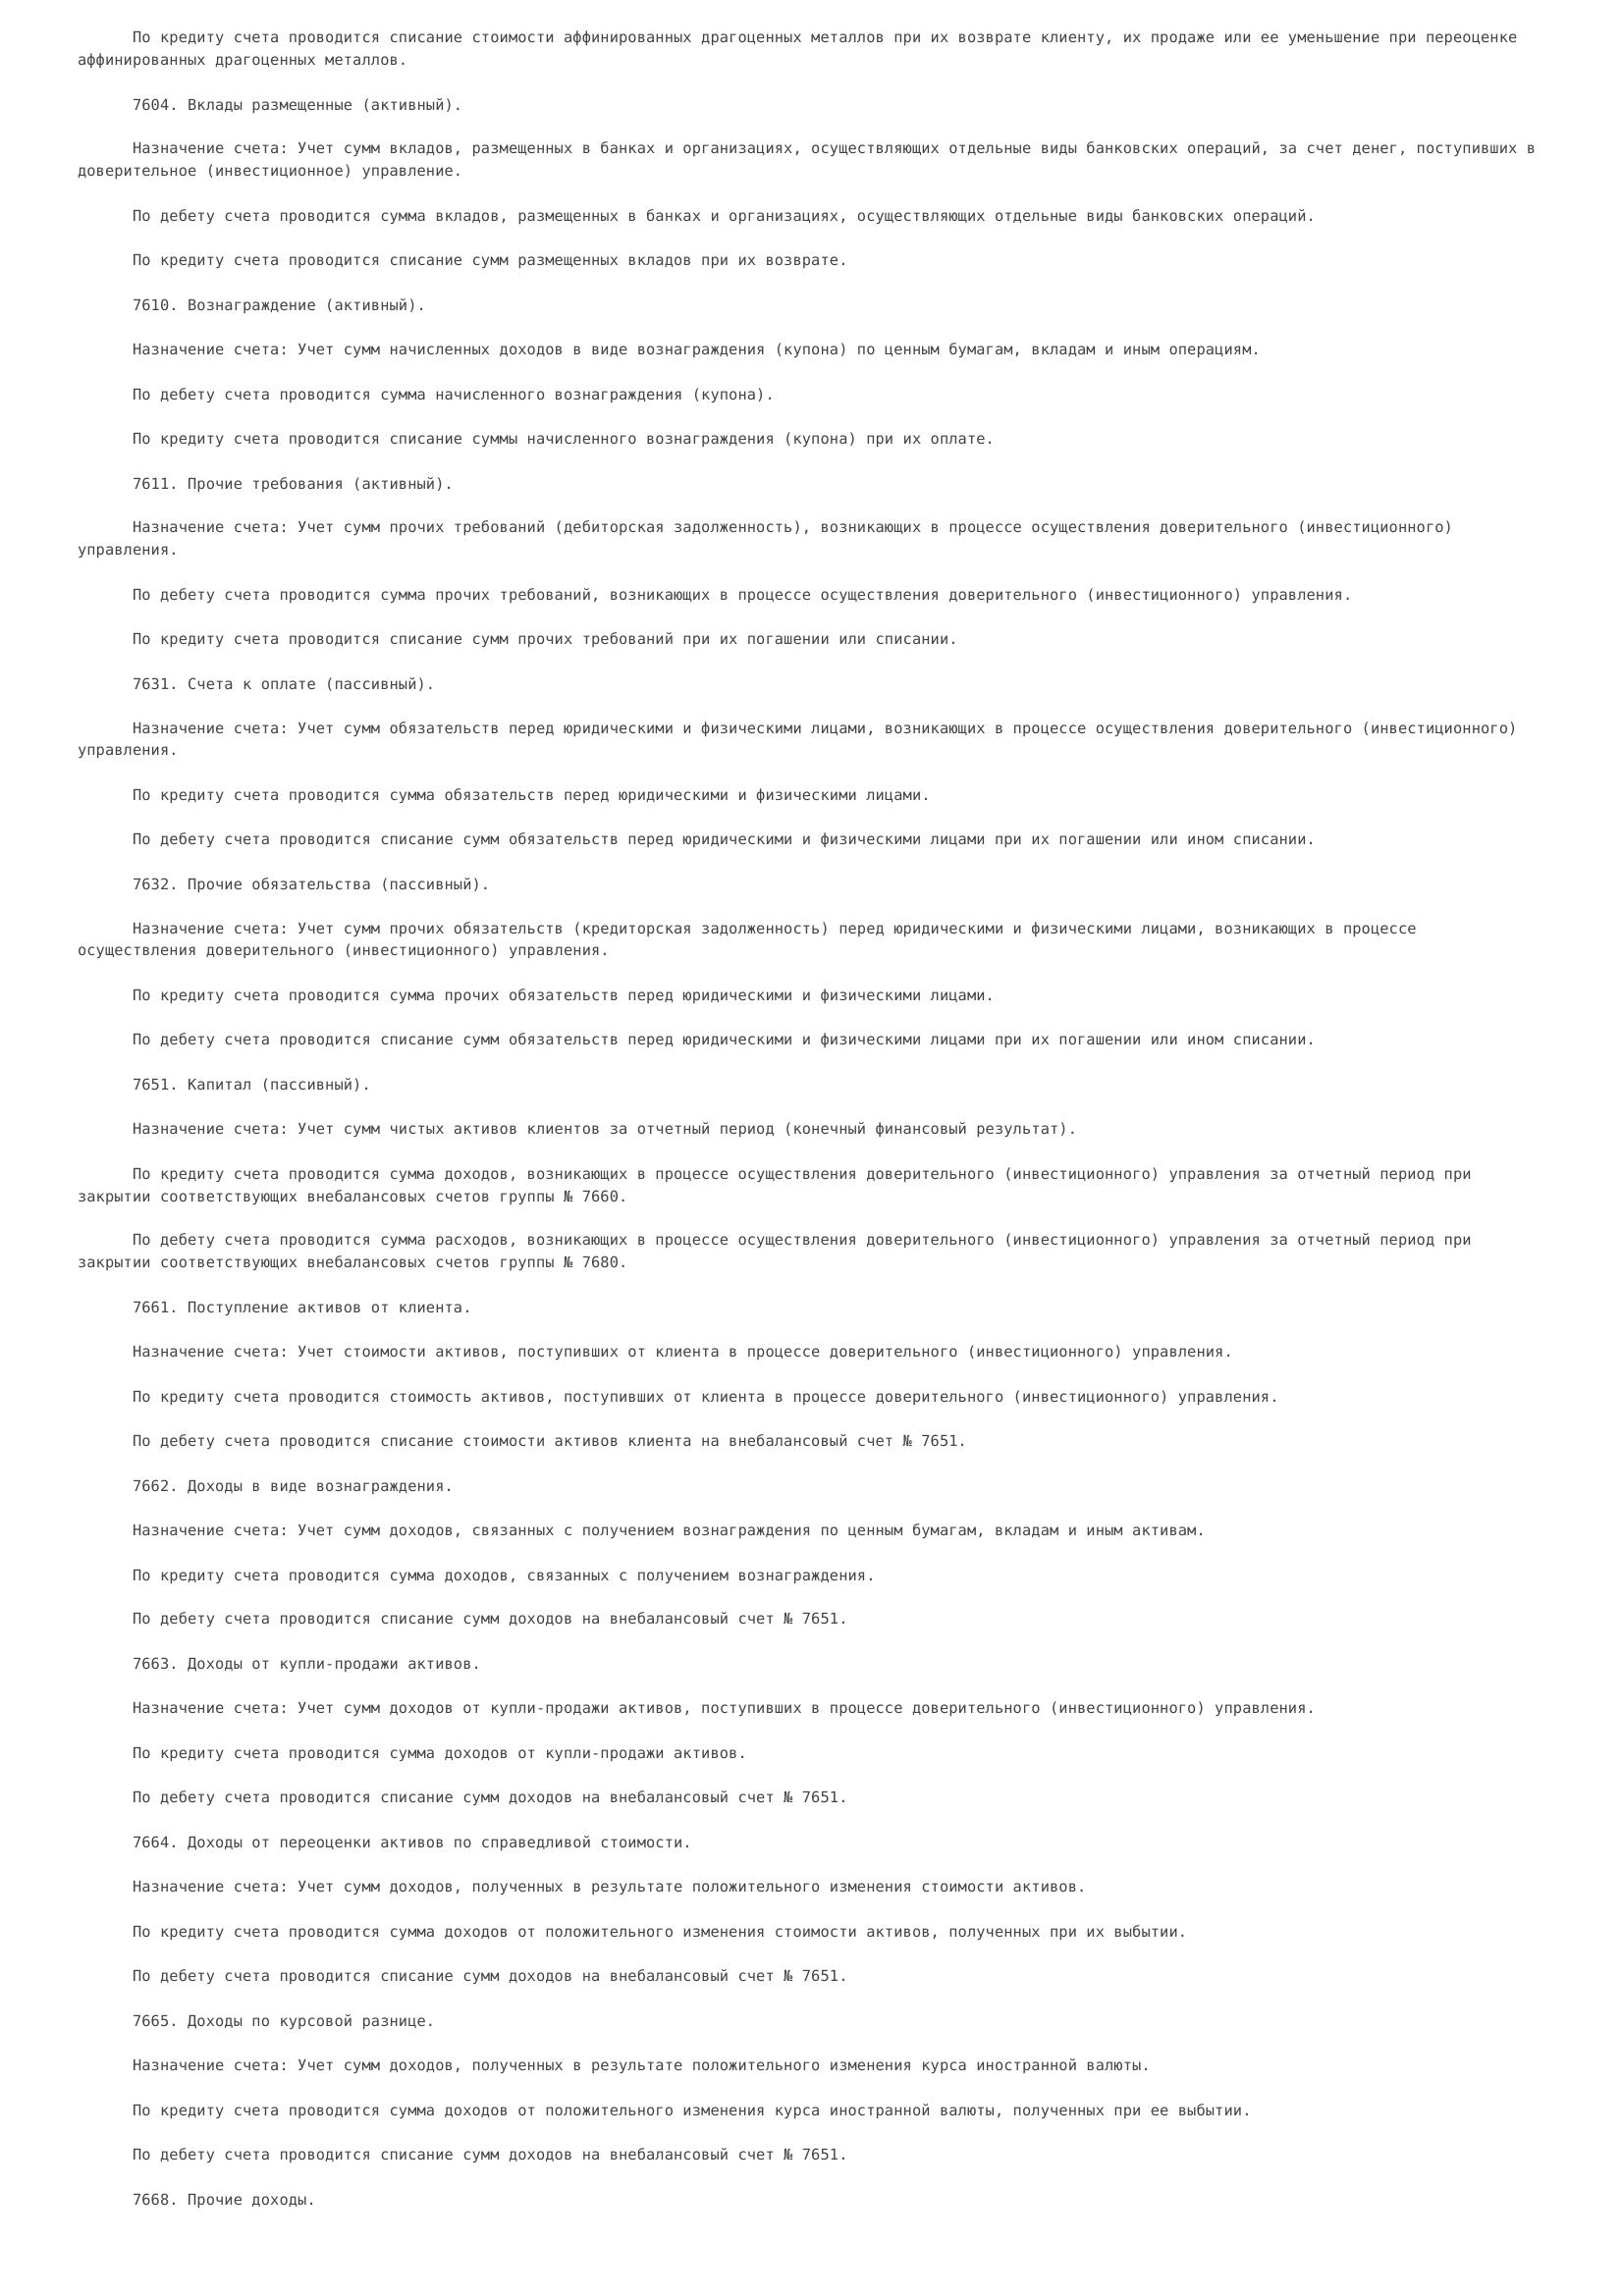 По кредиту счета проводится списание стоимости аффинированных драгоценных металлов при их возврате клиенту, их продаже или ее уменьшение при переоценке
аффинированных драгоценных металлов.
7604. Вклады размещенные (активный).
Назначение счета: Учет сумм вкладов, размещенных в банках и организациях, осуществляющих отдельные виды банковских операций, за счет денег, поступивших в
доверительное (инвестиционное) управление.
По дебету счета проводится сумма вкладов, размещенных в банках и организациях, осуществляющих отдельные виды банковских операций.
По кредиту счета проводится списание сумм размещенных вкладов при их возврате.
7610. Вознаграждение (активный).
Назначение счета: Учет сумм начисленных доходов в виде вознаграждения (купона) по ценным бумагам, вкладам и иным операциям.
По дебету счета проводится сумма начисленного вознаграждения (купона).
По кредиту счета проводится списание суммы начисленного вознаграждения (купона) при их оплате.
7611. Прочие требования (активный).
Назначение счета: Учет сумм прочих требований (дебиторская задолженность), возникающих в процессе осуществления доверительного (инвестиционного)
управления.
По дебету счета проводится сумма прочих требований, возникающих в процессе осуществления доверительного (инвестиционного) управления.
По кредиту счета проводится списание сумм прочих требований при их погашении или списании.
7631. Счета к оплате (пассивный).
Назначение счета: Учет сумм обязательств перед юридическими и физическими лицами, возникающих в процессе осуществления доверительного (инвестиционного)
управления.
По кредиту счета проводится сумма обязательств перед юридическими и физическими лицами.
По дебету счета проводится списание сумм обязательств перед юридическими и физическими лицами при их погашении или ином списании.
7632. Прочие обязательства (пассивный).
Назначение счета: Учет сумм прочих обязательств (кредиторская задолженность) перед юридическими и физическими лицами, возникающих в процессе
осуществления доверительного (инвестиционного) управления.
По кредиту счета проводится сумма прочих обязательств перед юридическими и физическими лицами.
По дебету счета проводится списание сумм обязательств перед юридическими и физическими лицами при их погашении или ином списании.
7651. Капитал (пассивный).
Назначение счета: Учет сумм чистых активов клиентов за отчетный период (конечный финансовый результат).
По кредиту счета проводится сумма доходов, возникающих в процессе осуществления доверительного (инвестиционного) управления за отчетный период при
закрытии соответствующих внебалансовых счетов группы № 7660.
По дебету счета проводится сумма расходов, возникающих в процессе осуществления доверительного (инвестиционного) управления за отчетный период при
закрытии соответствующих внебалансовых счетов группы № 7680.
7661. Поступление активов от клиента.
Назначение счета: Учет стоимости активов, поступивших от клиента в процессе доверительного (инвестиционного) управления.
По кредиту счета проводится стоимость активов, поступивших от клиента в процессе доверительного (инвестиционного) управления.
По дебету счета проводится списание стоимости активов клиента на внебалансовый счет № 7651.
7662. Доходы в виде вознаграждения.
Назначение счета: Учет сумм доходов, связанных с получением вознаграждения по ценным бумагам, вкладам и иным активам.
По кредиту счета проводится сумма доходов, связанных с получением вознаграждения.
По дебету счета проводится списание сумм доходов на внебалансовый счет № 7651.
7663. Доходы от купли-продажи активов.
Назначение счета: Учет сумм доходов от купли-продажи активов, поступивших в процессе доверительного (инвестиционного) управления.
По кредиту счета проводится сумма доходов от купли-продажи активов.
По дебету счета проводится списание сумм доходов на внебалансовый счет № 7651.
7664. Доходы от переоценки активов по справедливой стоимости.
Назначение счета: Учет сумм доходов, полученных в результате положительного изменения стоимости активов.
По кредиту счета проводится сумма доходов от положительного изменения стоимости активов, полученных при их выбытии.
По дебету счета проводится списание сумм доходов на внебалансовый счет № 7651.
7665. Доходы по курсовой разнице.
Назначение счета: Учет сумм доходов, полученных в результате положительного изменения курса иностранной валюты.
По кредиту счета проводится сумма доходов от положительного изменения курса иностранной валюты, полученных при ее выбытии.
По дебету счета проводится списание сумм доходов на внебалансовый счет № 7651.
7668. Прочие доходы.